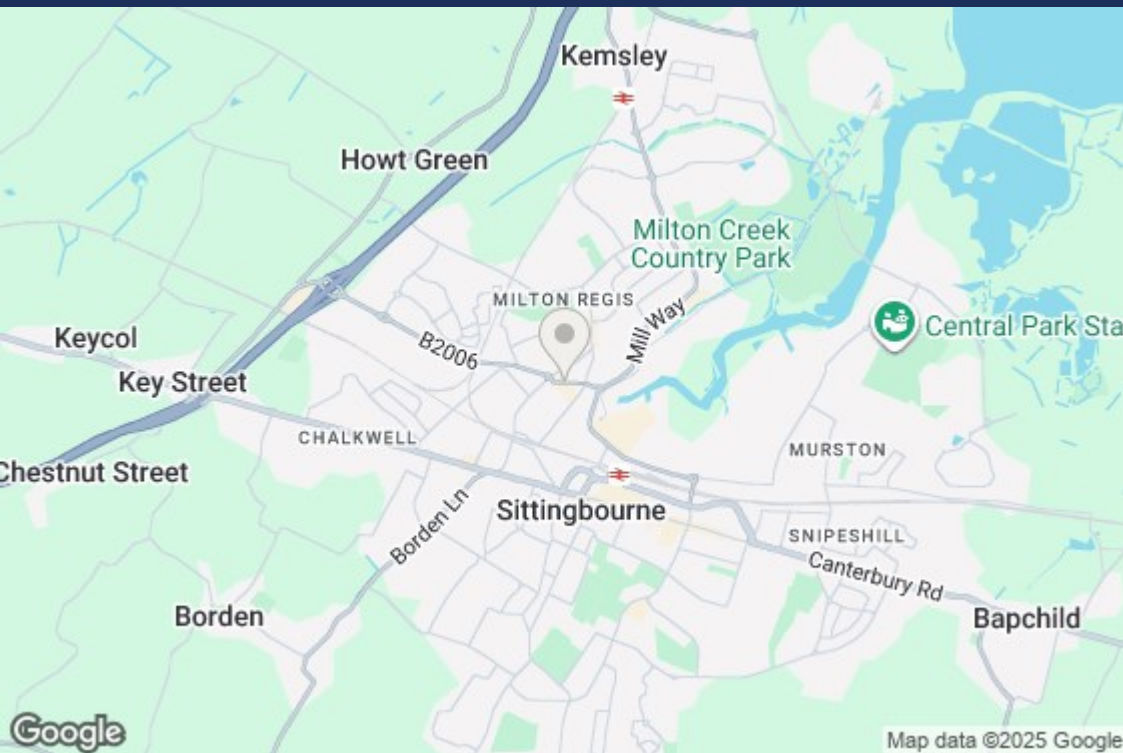 Kemsley
Howt Green
Milton Creek
Country Park
MILTON REGIS
Mill Way
Central Park Sta
Keycol
B2006
Key Street
CHALKWELL
MURSTON
Chestnut Street
Sittingbourne
Borden Ln
SNIPESHILL
Canterbury Rd
Borden
Bapchild
Google
Map data ©2025 Google